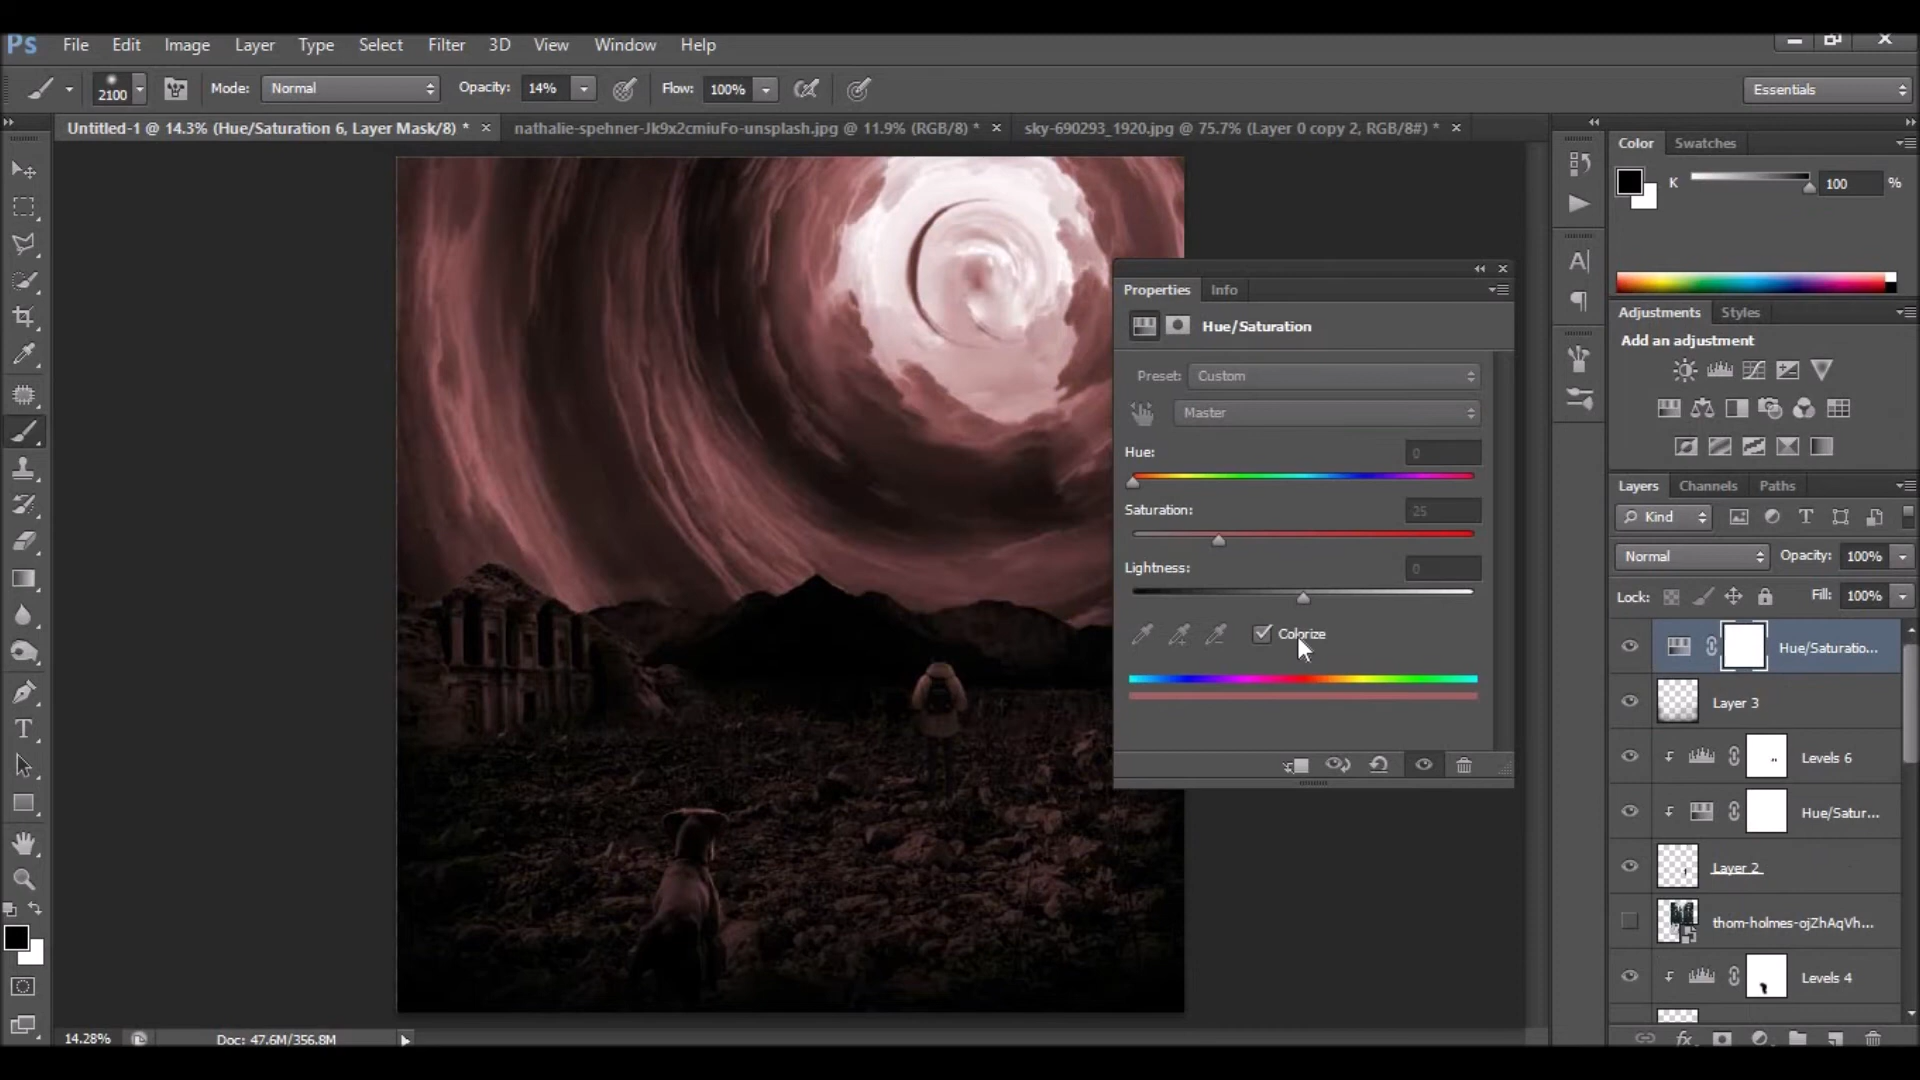 Ps File Edit Image Layer Type Select Filter 3D View Window Help
2100 Mode: Normal Opacity: 14% Flow: 100% Essentials
Untitled-1 @ 14.3% (Hue/Saturation 6, Layer Mask/8) * × nathalie-spehner-Jk9x2cmiuFo-unsplash.jpg @ 11.9% (RGB/8) * × sky-690293_1920.jpg @ 75.7% (Layer 0 copy 2, RGB/8#) * ×
Color Swatches
K 100 %
Properties Info
Hue/Saturation
Preset: Custom
Master
Hue: 0
Saturation: 25
Lightness: 0
Colorize
Adjustments Styles
Add an adjustment
Layers Channels Paths
Kind
Normal Opacity: 100%
Lock: Fill: 100%
Hue/Saturatio...
Layer 3
Levels 6
Hue/Satur...
Layer 2
thom-holmes-ojZhAqVh...
Levels 4
fx
14.28% Doc: 47.6M/356.8M